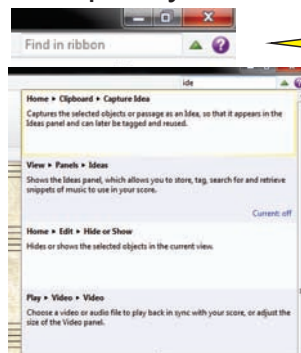 Find in ribbon
ide
Home ▸ Clipboard ▸ Capture Idea
Captures the selected objects or passage as an Idea, so that it appears in the
Ideas panel and can later be tagged and reused.
View ▸ Panels ▸ Ideas
Shows the Ideas panel, which allows you to store, tag, search for and retrieve
snippets of music to use in your score.
Current: off
Home ▸ Edit ▸ Hide or Show
Hides or shows the selected objects in the current view.
Play ▸ Video ▸ Video
Choose a video or audio file to play back in sync with your score, or adjust the
size of the Video panel.